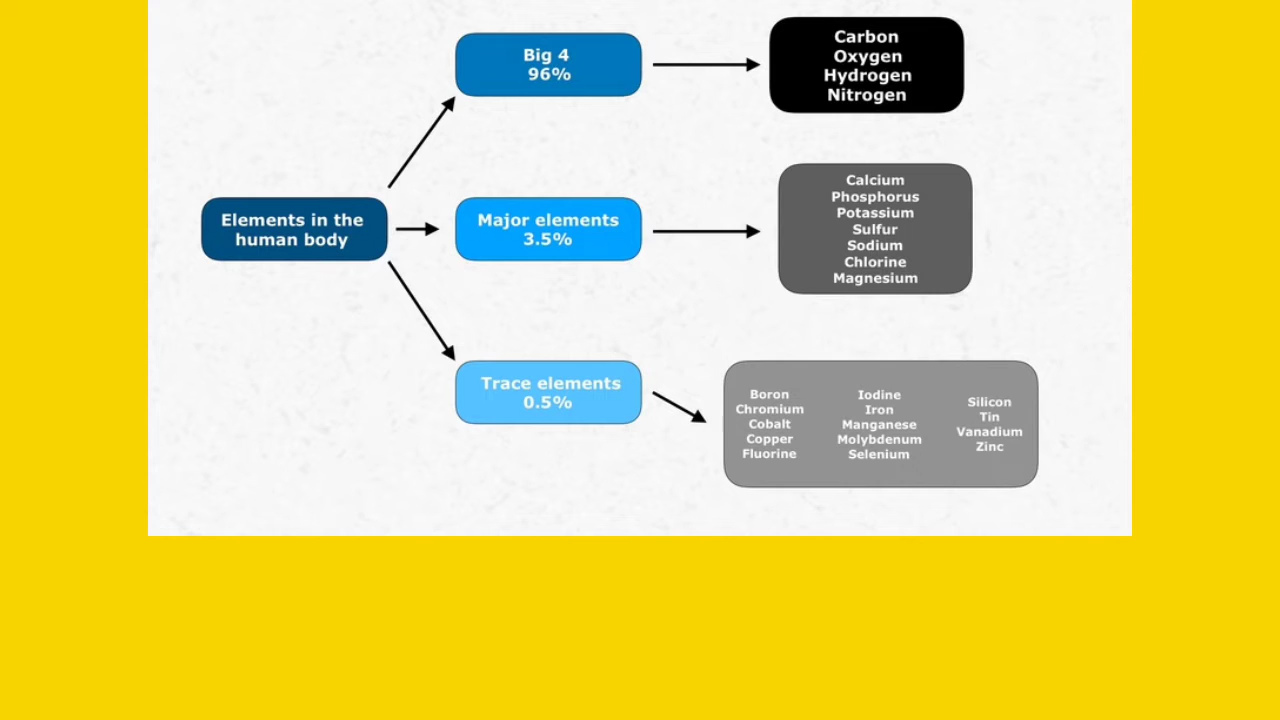 Big 4
96%
Carbon
Oxygen
Hydrogen
Nitrogen
Elements in the
human body
Major elements
3.5%
Calcium
Phosphorus
Potassium
Sulfur
Sodium
Chlorine
Magnesium
Trace elements
0.5%
Boron
Chromium
Cobalt
Copper
Fluorine
Iodine
Iron
Manganese
Molybdenum
Selenium
Silicon
Tin
Vanadium
Zinc